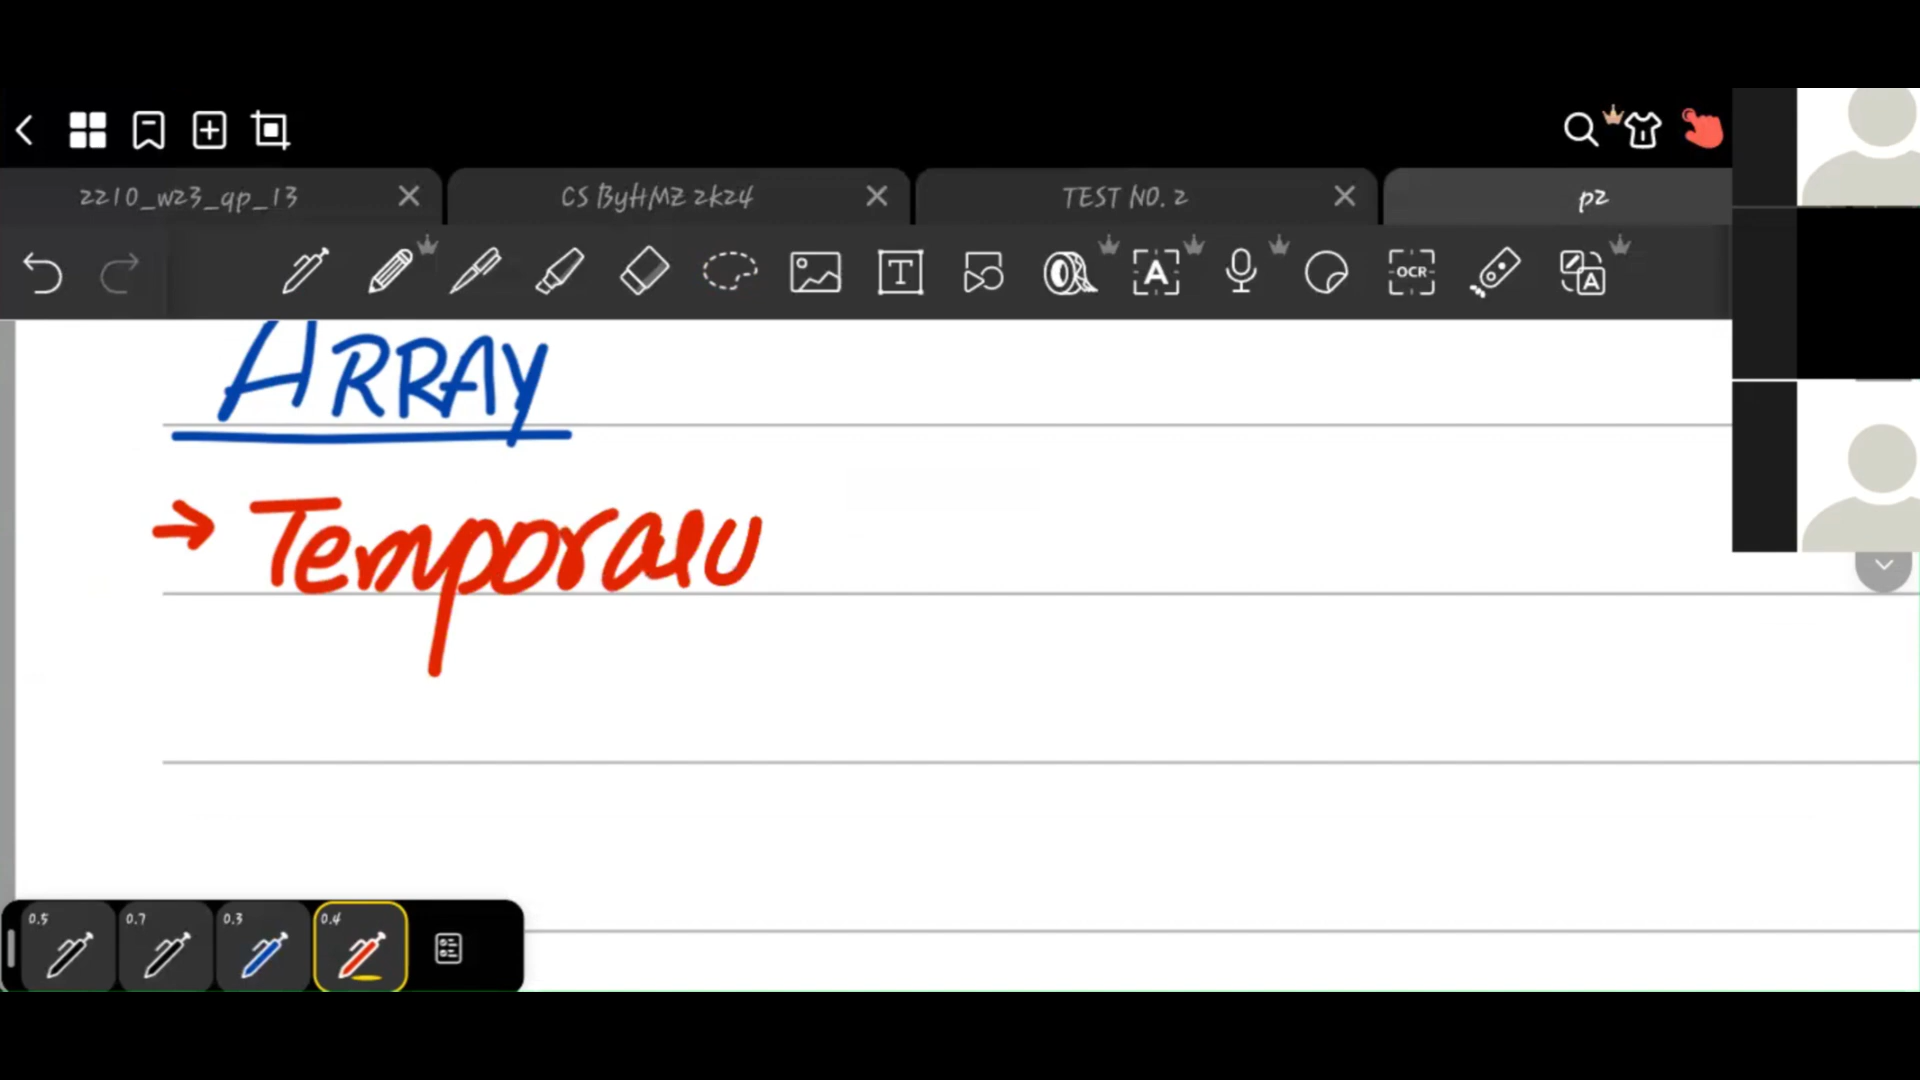 2210_w23_qp_13
CS ByHMZ 2k24
TEST NO. 2
p2
T
A
OCR
A
ARRAY
→ Temporary
0.5
0.7
0.3
0.4